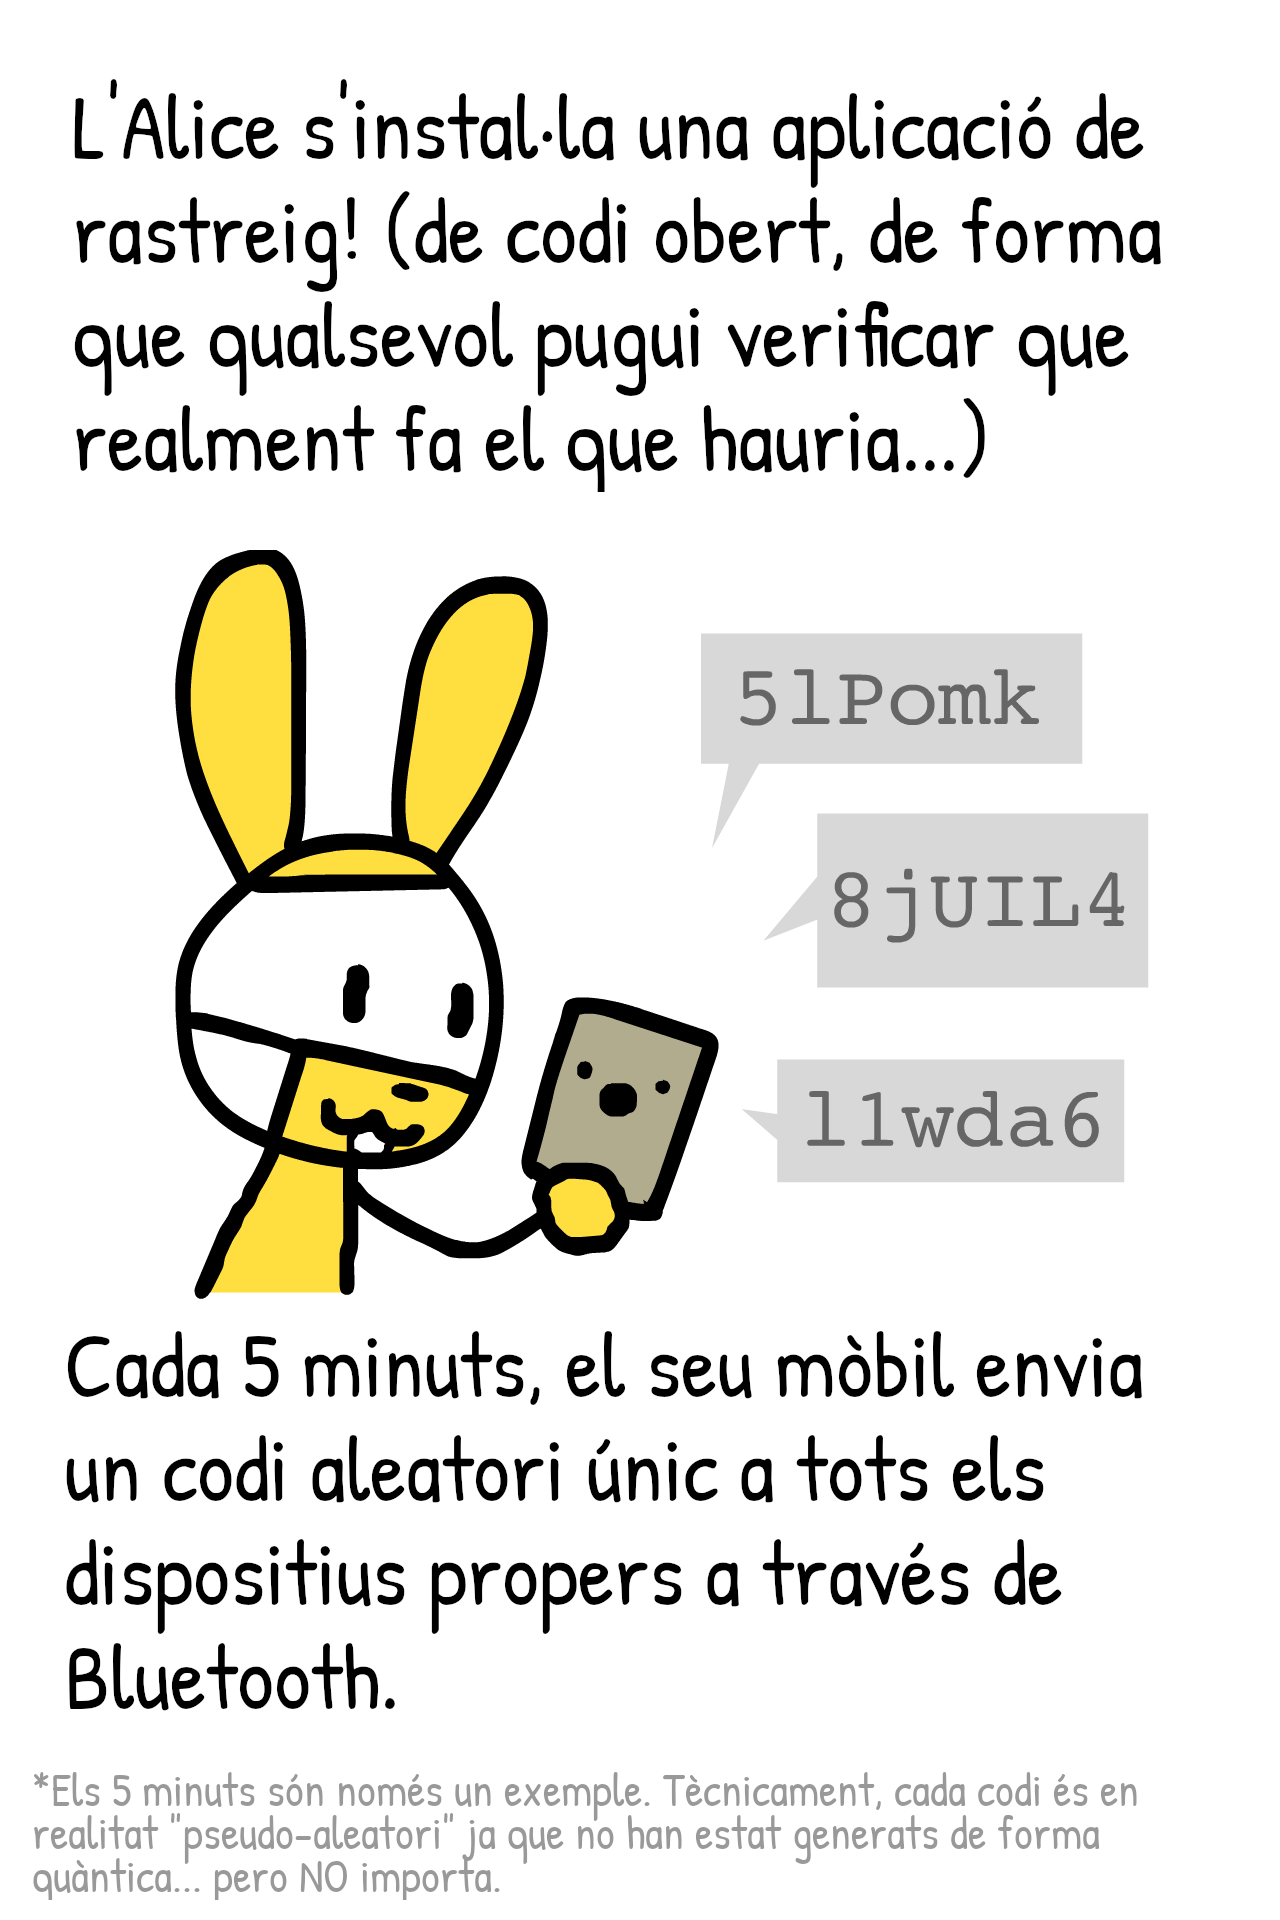 L'Alice s'instal·la una aplicació de
rastreig! (de codi obert, de forma
que qualsevol pugui verificar que
realment fa el que hauria...)
5lPomk
8jUIL4
l1wda6
Cada 5 minuts, el seu mòbil envia
un codi aleatori únic a tots els
dispositius propers a través de
Bluetooth.
*Els 5 minuts són només un exemple. Tècnicament, cada codi és en
realitat "pseudo-aleatori" ja que no han estat generats de forma
quàntica... pero NO importa.